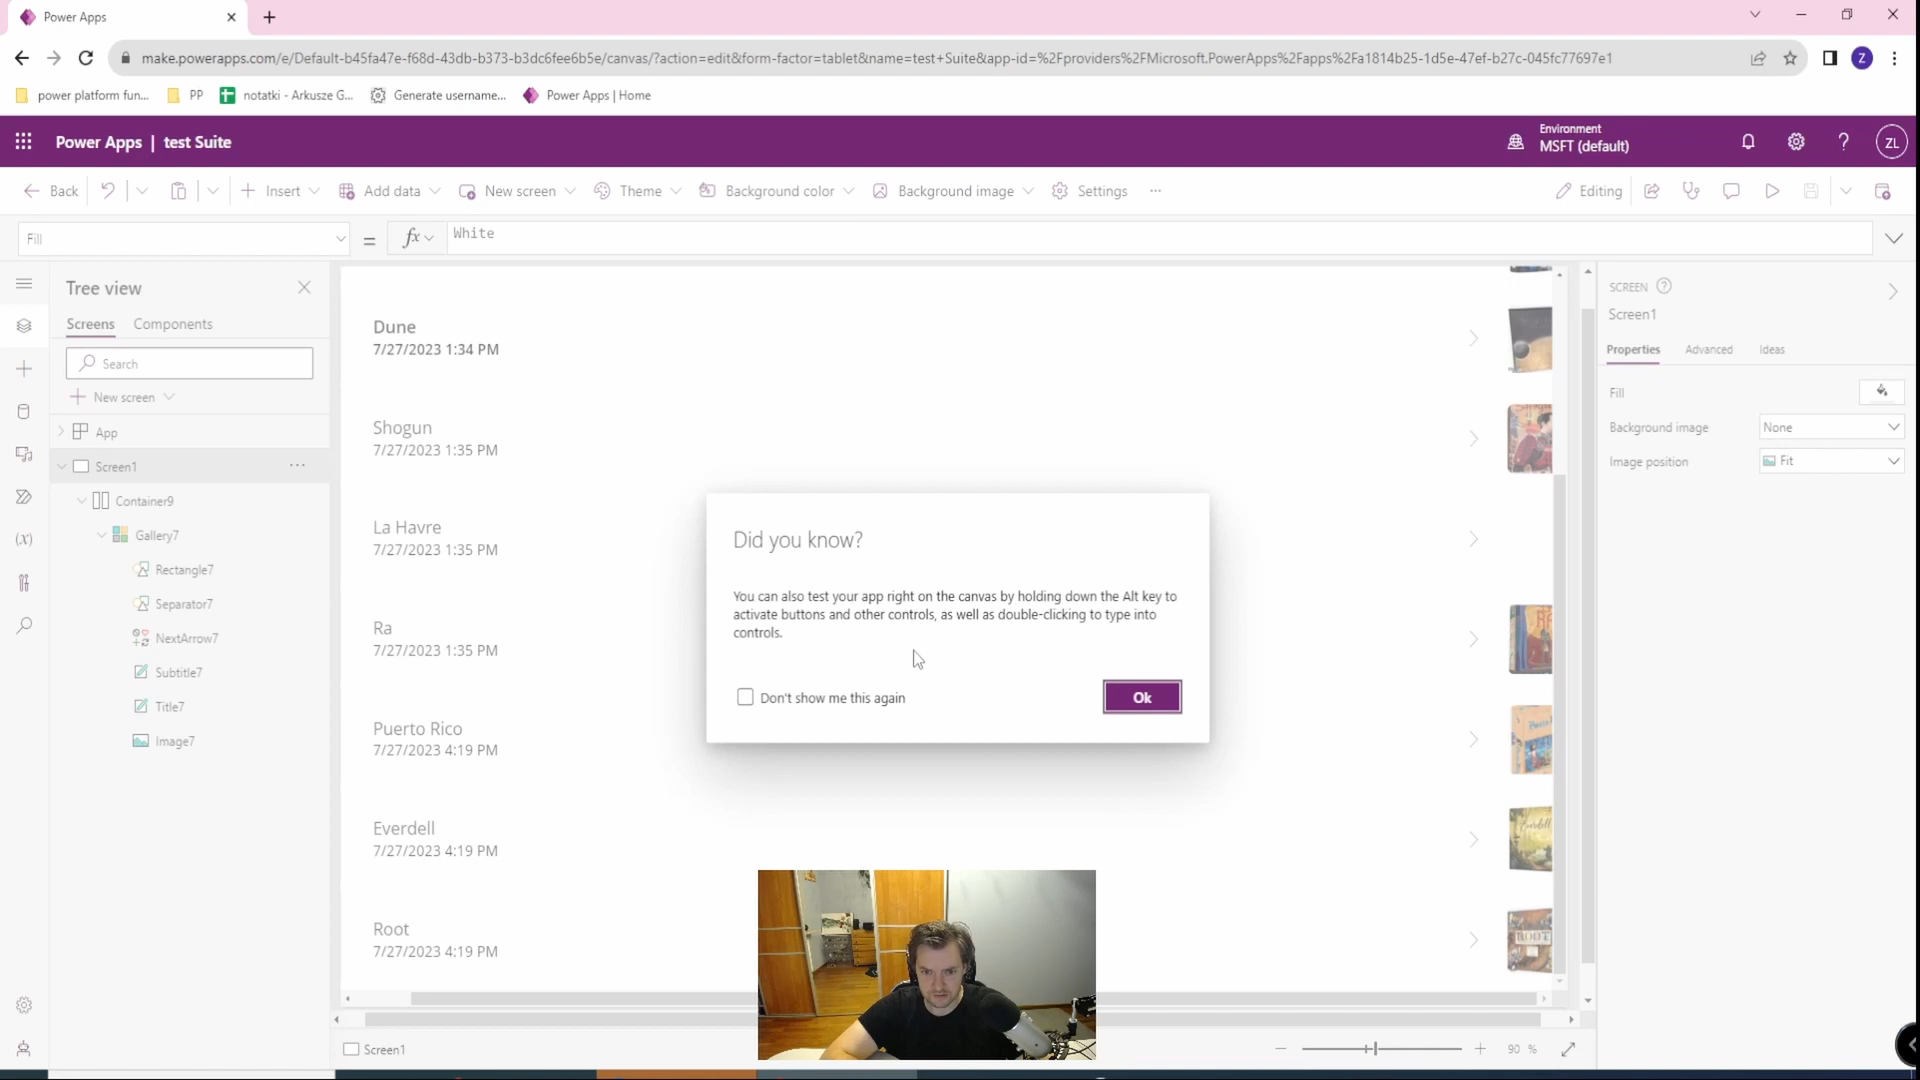 Power Apps
make.powerapps.com/e/Default-b45fa47e-f68d-43db-b373-b3dc6fee6b5e/canvas/?action=edit&form-factor=tablet&name=test+Suite&app-id=%2Fproviders%2FMicrosoft.PowerApps%2Fapps%2Fa1814b25-1d5e-47ef-b27c-045fc77697e1
Z
power platform fun...
PP
notatki - Arkusze G...
Generate username...
Power Apps | Home
Power Apps | test Suite
Environment
MSFT (default)
?
ZL
Back
Insert
Add data
New screen
Theme
Background color
Background image
Settings
Editing
Fill
=
fx
White
Tree view
Screens
Components
Search
New screen
App
Screen1
Container9
Gallery7
Rectangle7
Separator7
NextArrow7
Subtitle7
Title7
Image7
(x)
Dune
7/27/2023 1:34 PM
Shogun
7/27/2023 1:35 PM
La Havre
7/27/2023 1:35 PM
Ra
7/27/2023 1:35 PM
Puerto Rico
7/27/2023 4:19 PM
Everdell
7/27/2023 4:19 PM
Root
7/27/2023 4:19 PM
Did you know?
You can also test your app right on the canvas by holding down the Alt key to
activate buttons and other controls, as well as double-clicking to type into
controls.
Don't show me this again
Ok
SCREEN
Screen1
Properties
Advanced
Ideas
Fill
Background image
None
Image position
Fit
Screen1
90 %